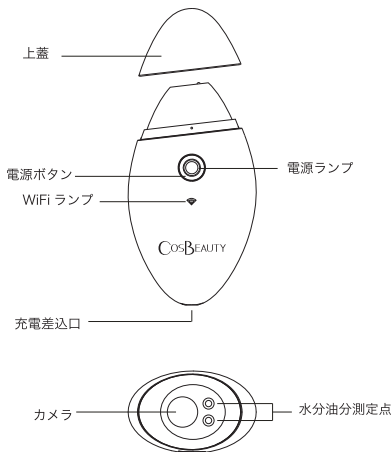 上蓋
電源ボタン
電源ランプ
WiFi ランプ
COSBEAUTY
充電差込口
カメラ
水分油分測定点